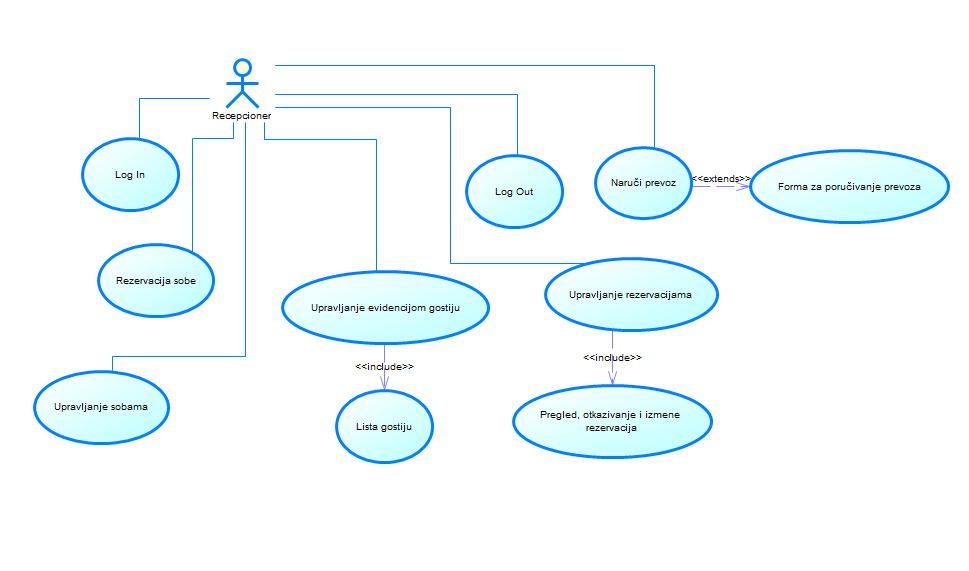 Recepcioner
Log In
Log Out
Naruči prevoz
<<extends>>
Forma za poručivanje prevoza
Rezervacija sobe
Upravljanje evidencijom gostiju
Upravljanje rezervacijama
<<include>>
<<include>>
Upravljanje sobama
Lista gostiju
Pregled, otkazivanje i izmene
rezervacija